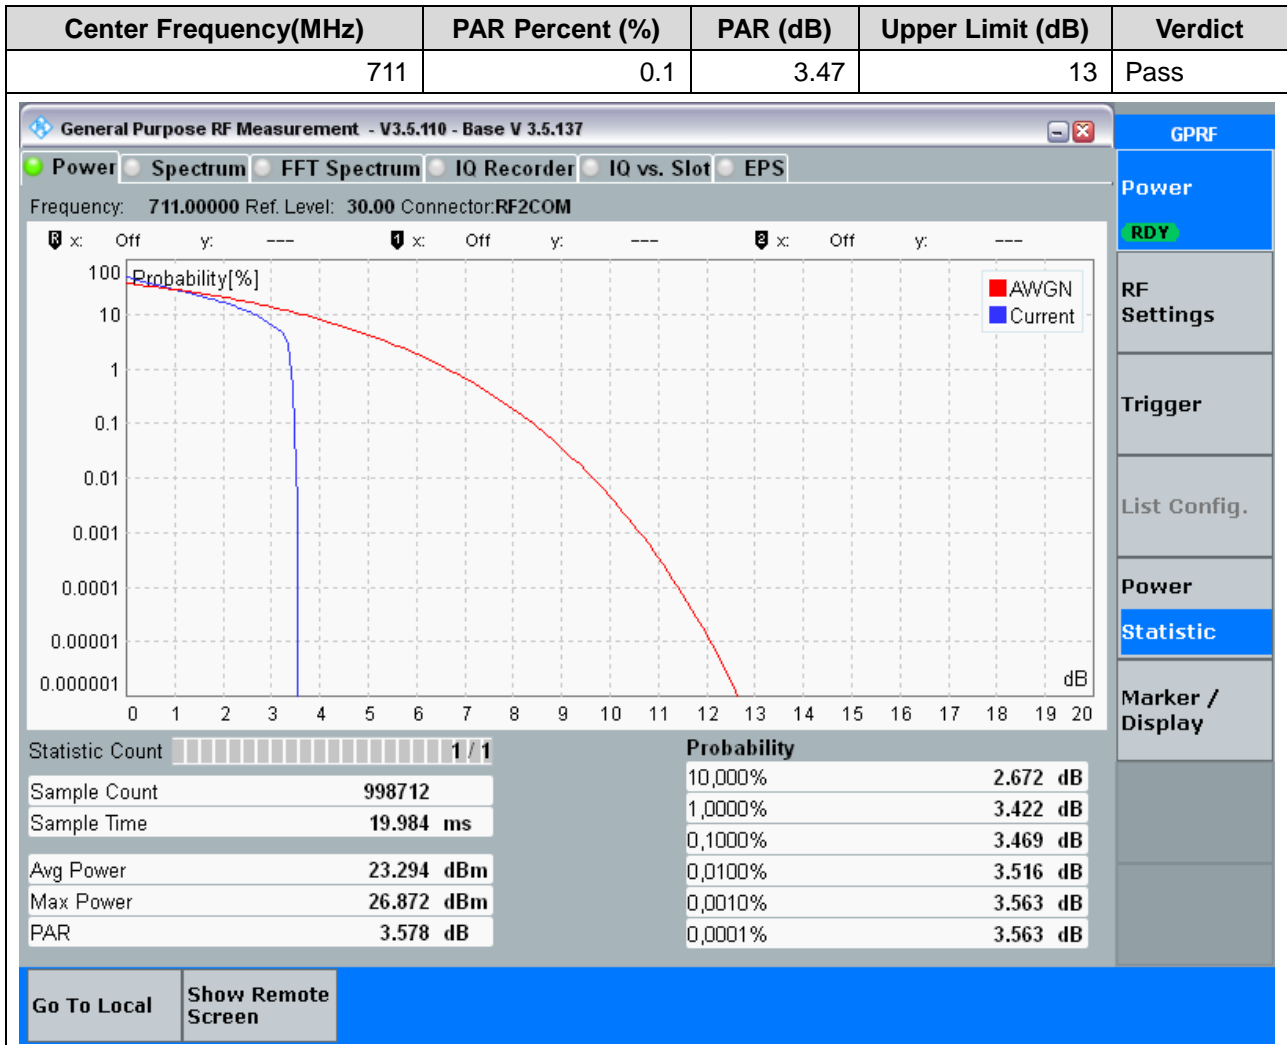 Center Frequency(MHz) PAR Percent (%) PAR (dB) Upper Limit (dB) Verdict
711 0.1 3.47 13 Pass
General Purpose RF Measurement - V3.5.110 - Base V 3.5.137
GPRF
Power Spectrum FFT Spectrum IQ Recorder IQ vs. Slot EPS
Power
RDY
Frequency: 711.00000 Ref. Level: 30.00 Connector:RF2COM
R x: Off y: --- 1 x: Off y: --- 2 x: Off y: ---
Probability[%]
100
10
1
0.1
0.01
0.001
0.0001
0.00001
0.000001
AWGN
Current
dB
0 1 2 3 4 5 6 7 8 9 10 11 12 13 14 15 16 17 18 19 20
RF
Settings
Trigger
List Config.
Power
Statistic
Marker /
Display
Statistic Count 1 / 1
Sample Count 998712
Sample Time 19.984 ms
Avg Power 23.294 dBm
Max Power 26.872 dBm
PAR 3.578 dB
Probability
10,000% 2.672 dB
1,0000% 3.422 dB
0,1000% 3.469 dB
0,0100% 3.516 dB
0,0010% 3.563 dB
0,0001% 3.563 dB
Go To Local
Show Remote
Screen